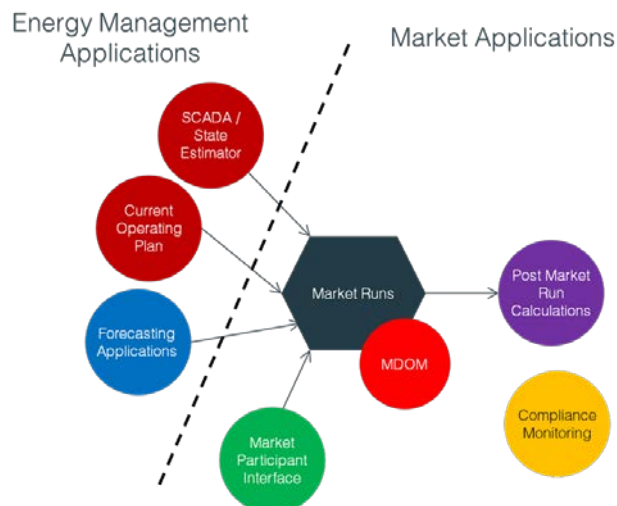 Energy Management
Applications
Market Applications
SCADA /
State
Estimator
Current
Operating
Plan
Forecasting
Applications
Market Runs
MDOM
Market
Participant
Interface
Post Market
Run
Calculations
Compliance
Monitoring